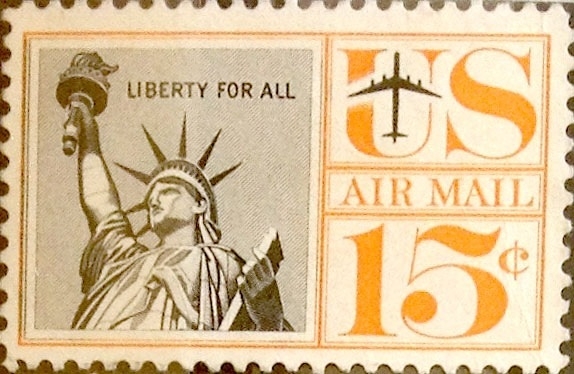 LIBERTY FOR ALL
US
AIR MAIL
15¢